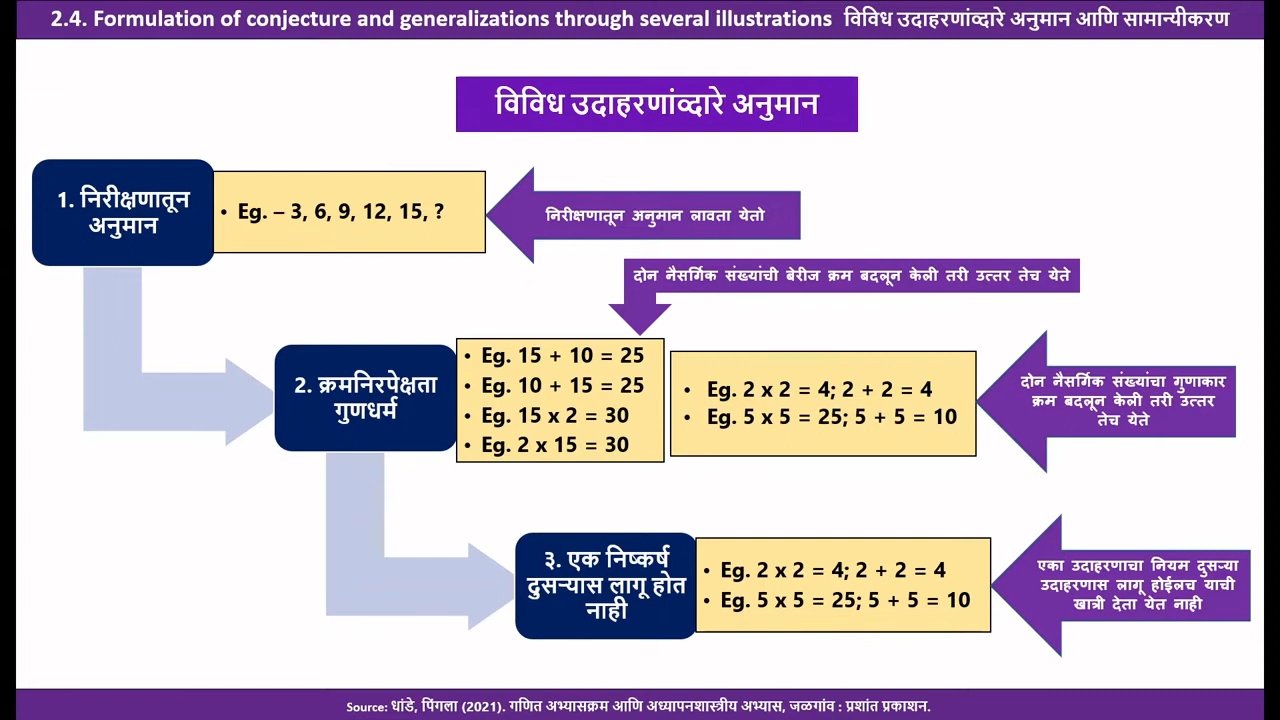 2.4. Formulation of conjecture and generalizations through several illustrations विविध उदाहरणांव्दारे अनुमान आणि सामान्यीकरण
विविध उदाहरणांव्दारे अनुमान
1. निरीक्षणातून
अनुमान
• Eg. – 3, 6, 9, 12, 15, ?
निरीक्षणातून अनुमान लावता येतो
दोन नैसर्गिक संख्यांची बेरीज क्रम बदलून केली तरी उत्तर तेच येते
2. क्रमनिरपेक्षता
गुणधर्म
• Eg. 15 + 10 = 25
• Eg. 10 + 15 = 25
• Eg. 15 x 2 = 30
• Eg. 2 x 15 = 30
• Eg. 2 x 2 = 4; 2 + 2 = 4
• Eg. 5 x 5 = 25; 5 + 5 = 10
दोन नैसर्गिक संख्यांचा गुणाकार
क्रम बदलून केली तरी उत्तर
तेच येते
३. एक निष्कर्ष
दुसऱ्यास लागू होत
नाही
• Eg. 2 x 2 = 4; 2 + 2 = 4
• Eg. 5 x 5 = 25; 5 + 5 = 10
एका उदाहरणाचा नियम दुसऱ्या
उदाहरणास लागू होईलच याची
खात्री देता येत नाही
Source: धांडे, पिंगला (2021). गणित अभ्यासक्रम आणि अध्यापनशास्त्रीय अभ्यास, जळगांव : प्रशांत प्रकाशन.